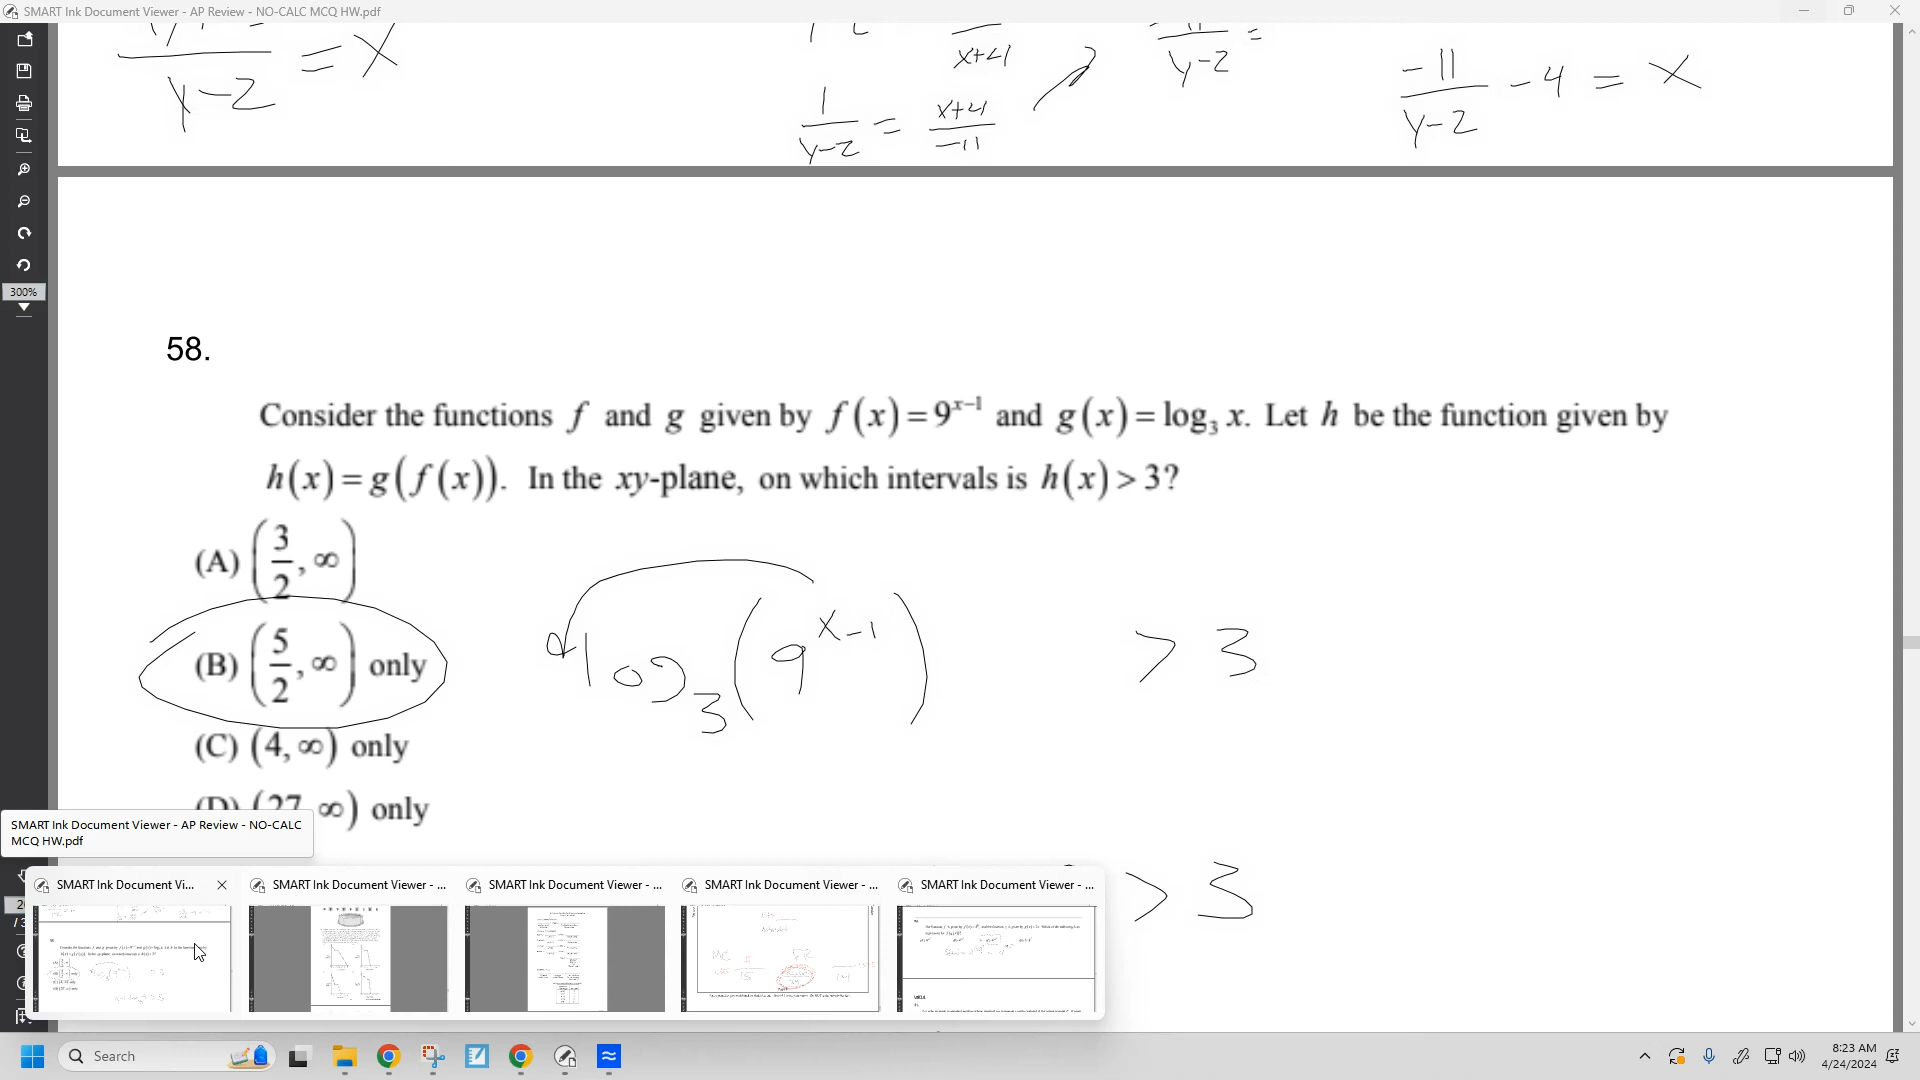 SMART Ink Document Viewer - AP Review - NO-CALC MCQ HW.pdf
y-2 = x
x+4
y-2 =
-11/(y-2) - 4 = x
1/(y-2) = (x+4)/(-11)
300%
58.
Consider the functions f and g given by f(x) = 9^(x-1) and g(x) = log_3 x. Let h be the function given by
h(x) = g(f(x)). In the xy-plane, on which intervals is h(x) > 3?
(A) (3/2, ∞)
(B) (5/2, ∞) only
(C) (4, ∞) only
(D) (27, ∞) only
log_3 (9^(x-1)) > 3
> 3
SMART Ink Document Viewer - AP Review - NO-CALC
MCQ HW.pdf
SMART Ink Document Vi...
SMART Ink Document Viewer - ...
SMART Ink Document Viewer - ...
SMART Ink Document Viewer - ...
SMART Ink Document Viewer - ...
Search
8:23 AM
4/24/2024